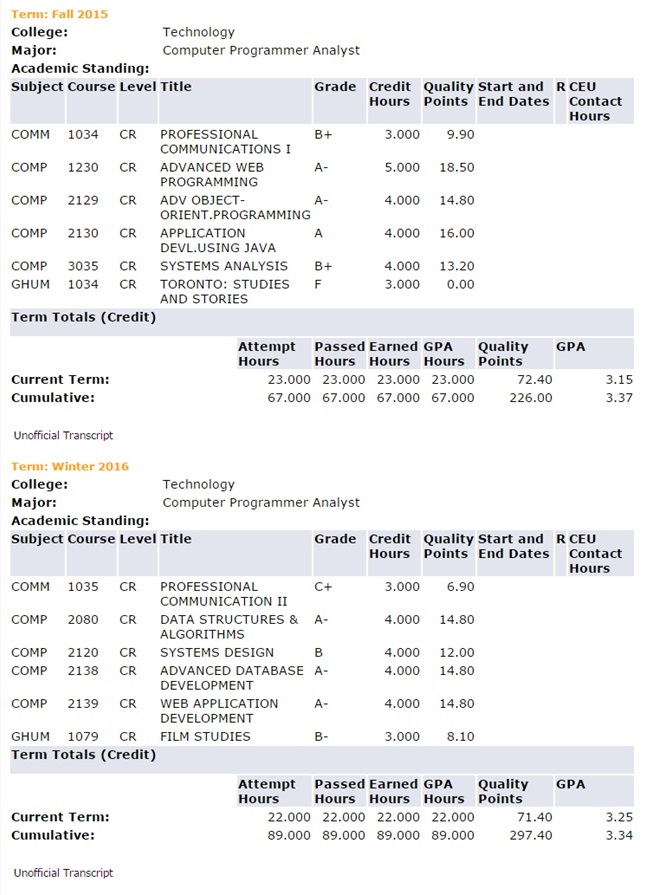 Term: Fall 2015
College: Technology
Major: Computer Programmer Analyst
Academic Standing:
Subject Course Level Title Grade Credit Hours Quality Points Start and End Dates R CEU Contact Hours
COMM 1034 CR PROFESSIONAL COMMUNICATIONS I B+ 3.000 9.90
COMP 1230 CR ADVANCED WEB PROGRAMMING A- 5.000 18.50
COMP 2129 CR ADV OBJECT-ORIENT.PROGRAMMING A- 4.000 14.80
COMP 2130 CR APPLICATION DEVL.USING JAVA A 4.000 16.00
COMP 3035 CR SYSTEMS ANALYSIS B+ 4.000 13.20
GHUM 1034 CR TORONTO: STUDIES AND STORIES F 3.000 0.00
Term Totals (Credit)
Attempt Hours Passed Hours Earned Hours GPA Hours Quality Points GPA
Current Term: 23.000 23.000 23.000 23.000 72.40 3.15
Cumulative: 67.000 67.000 67.000 67.000 226.00 3.37
Unofficial Transcript
Term: Winter 2016
College: Technology
Major: Computer Programmer Analyst
Academic Standing:
Subject Course Level Title Grade Credit Hours Quality Points Start and End Dates R CEU Contact Hours
COMM 1035 CR PROFESSIONAL COMMUNICATION II C+ 3.000 6.90
COMP 2080 CR DATA STRUCTURES & ALGORITHMS A- 4.000 14.80
COMP 2120 CR SYSTEMS DESIGN B 4.000 12.00
COMP 2138 CR ADVANCED DATABASE DEVELOPMENT A- 4.000 14.80
COMP 2139 CR WEB APPLICATION DEVELOPMENT A- 4.000 14.80
GHUM 1079 CR FILM STUDIES B- 3.000 8.10
Term Totals (Credit)
Attempt Hours Passed Hours Earned Hours GPA Hours Quality Points GPA
Current Term: 22.000 22.000 22.000 22.000 71.40 3.25
Cumulative: 89.000 89.000 89.000 89.000 297.40 3.34
Unofficial Transcript